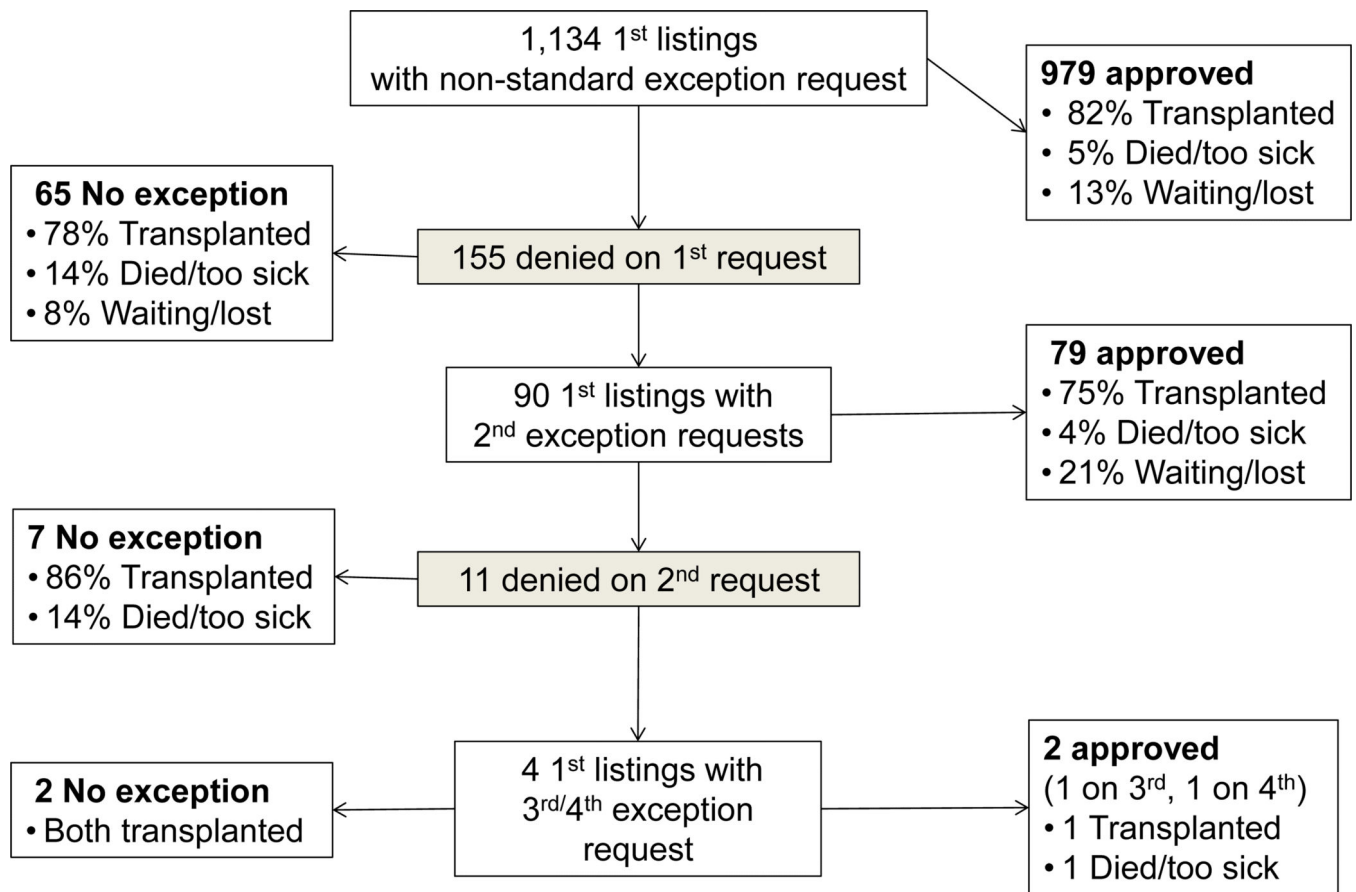 1,134 1st listings
with non-standard exception request
979 approved
• 82% Transplanted
• 5% Died/too sick
• 13% Waiting/lost
65 No exception
• 78% Transplanted
• 14% Died/too sick
• 8% Waiting/lost
155 denied on 1st request
90 1st listings with
2nd exception requests
79 approved
• 75% Transplanted
• 4% Died/too sick
• 21% Waiting/lost
7 No exception
• 86% Transplanted
• 14% Died/too sick
11 denied on 2nd request
4 1st listings with
3rd/4th exception
request
2 No exception
• Both transplanted
2 approved
(1 on 3rd, 1 on 4th)
• 1 Transplanted
• 1 Died/too sick